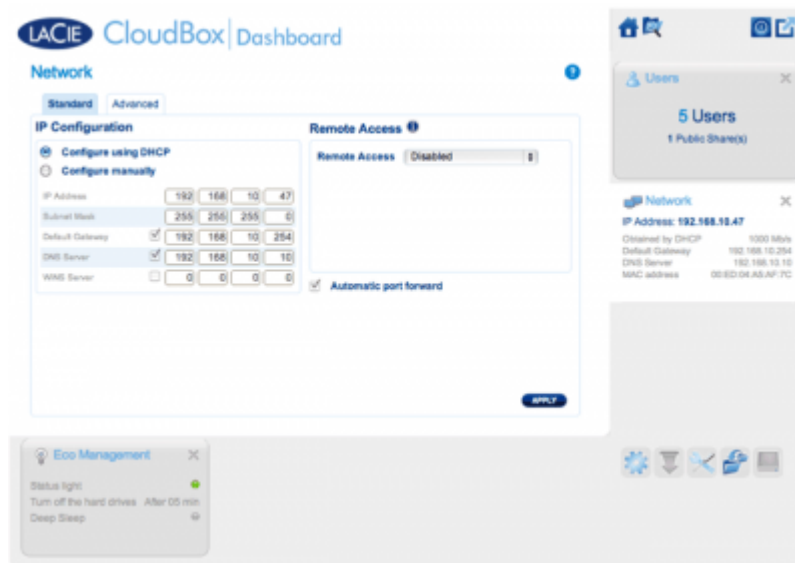 LACIE CloudBox Dashboard
Network
Standard Advanced
IP Configuration
Configure using DHCP
Configure manually
IP Address 192 168 10 47
Subnet Mask 255 255 255 0
Default Gateway 192 168 10 254
DNS Server 192 168 10 10
WINS Server 0 0 0 0
Remote Access
Remote Access Disabled
Automatic port forward
APPLY
Users
5 Users
1 Public Share(s)
Network
IP Address: 192.168.10.47
Obtained by DHCP 1000 Mb/s
Default Gateway 192.168.10.254
DNS Server 192.168.10.10
MAC address
Eco Management
Status light
Turn off the hard drives After 05 min
Deep Sleep